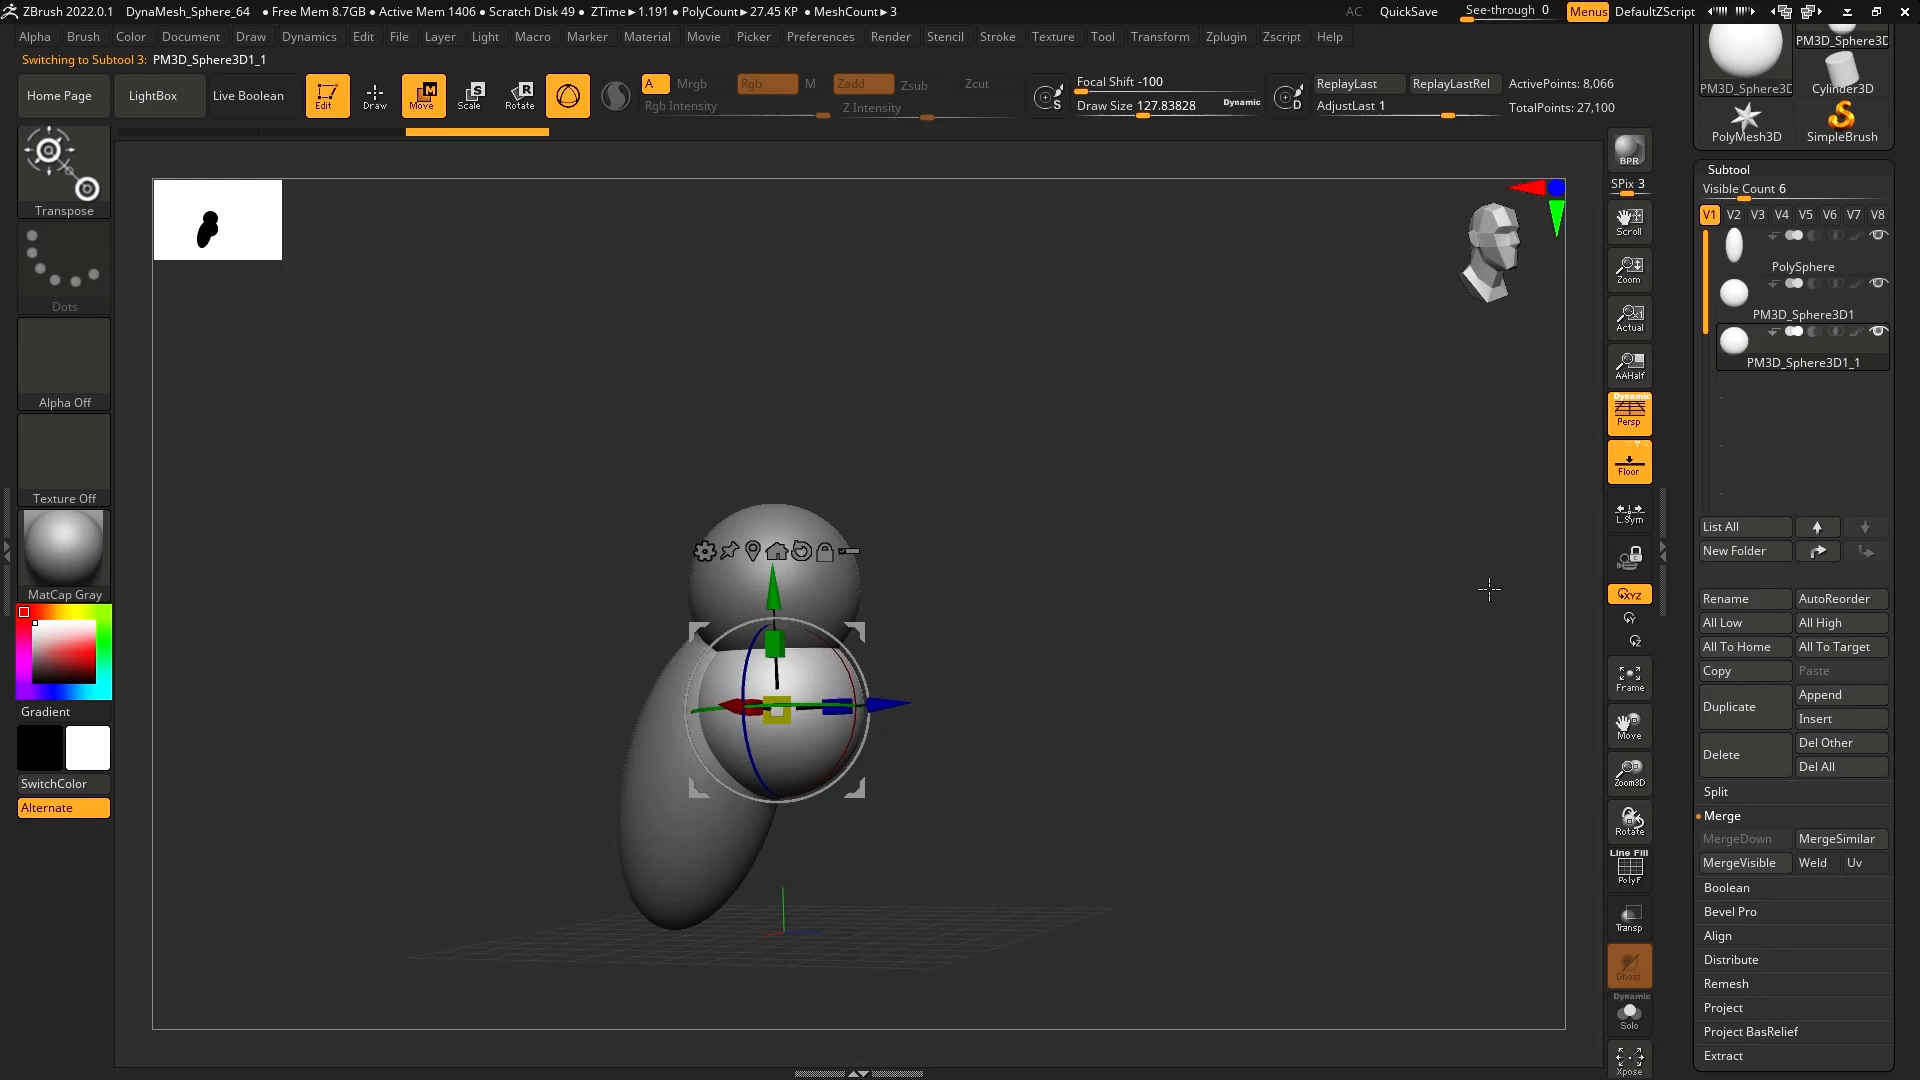 ZBrush 2022.0.1 DynaMesh_Sphere_64 • Free Mem 8.7GB • Active Mem 1406 • Scratch Disk 49 • ZTime▶1.191 • PolyCount▶27.45 KP • MeshCount▶3 AC QuickSave See-through 0 Menus DefaultZScript
Alpha Brush Color Document Draw Dynamics Edit File Layer Light Macro Marker Material Movie Picker Preferences Render Stencil Stroke Texture Tool Transform Zplugin Zscript Help
Switching to Subtool 3: PM3D_Sphere3D1_1
Home Page LightBox Live Boolean Edit Draw Move Scale Rotate
A Mrgb Rgb M Zadd Zsub Zcut
Rgb Intensity Z Intensity
Focal Shift -100
Draw Size 127.83828 Dynamic
ReplayLast ReplayLastRel ActivePoints: 8,066
AdjustLast 1 TotalPoints: 27,100
PM3D_Sphere3D
PM3D_Sphere3D
Cylinder3D
PolyMesh3D SimpleBrush
Transpose
Dots
Alpha Off
Texture Off
MatCap Gray
Gradient
SwitchColor
Alternate
BPR
SPix 3
Scroll
Zoom
Actual
AAHalf
Dynamic
Persp
Floor
L.Sym
XYZ
Y
Z
Frame
Move
Zoom3D
Rotate
Line Fill
PolyF
Transp
Ghost
Dynamic
Solo
Xpose
Subtool
Visible Count 6
V1 V2 V3 V4 V5 V6 V7 V8
PolySphere
PM3D_Sphere3D1
PM3D_Sphere3D1_1
List All
New Folder
Rename AutoReorder
All Low All High
All To Home All To Target
Copy Paste
Duplicate Append
Insert
Delete Del Other
Del All
Split
Merge
MergeDown MergeSimilar
MergeVisible Weld Uv
Boolean
Bevel Pro
Align
Distribute
Remesh
Project
Project BasRelief
Extract